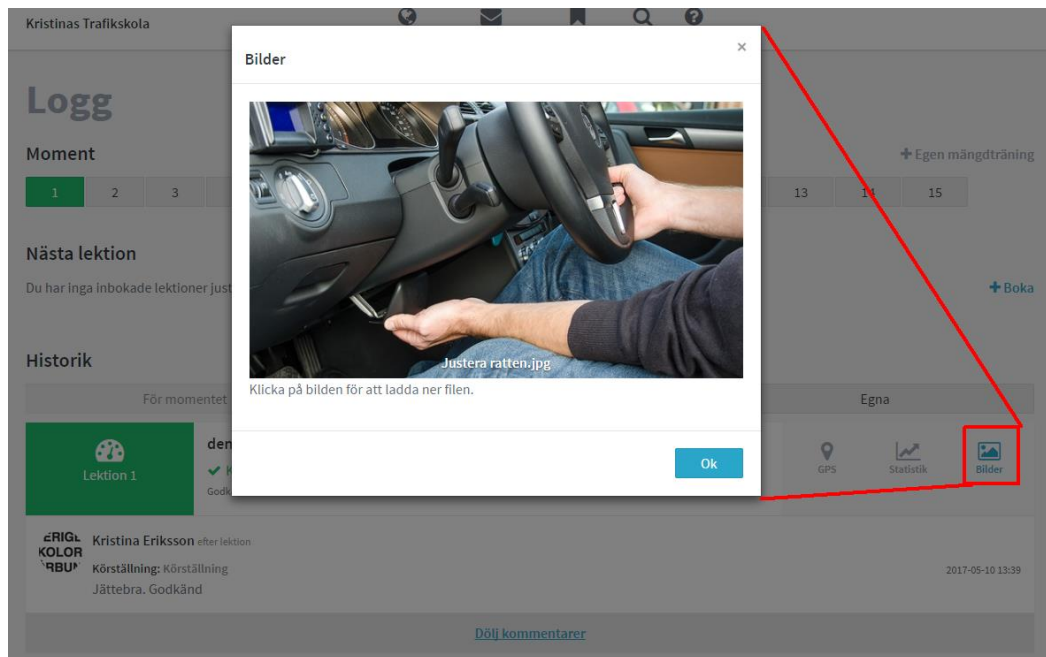 Kristinas Trafikskola
Bilder
×
Logg
Moment
Egen mängdträning
1 2 3 13 14 15
Nästa lektion
Du har inga inbokade lektioner just
Boka
Justera ratten.jpg
Klicka på bilden för att ladda ner filen.
Historik
För momentet
Egna
Lektion 1
den
K
Godk
Ok
GPS
Statistik
Bilder
ERIGE
KOLOR
RBUN
Kristina Eriksson efter lektion
Körställning: Körställning
2017-05-10 13:39
Jättebra. Godkänd
Dölj kommentarer